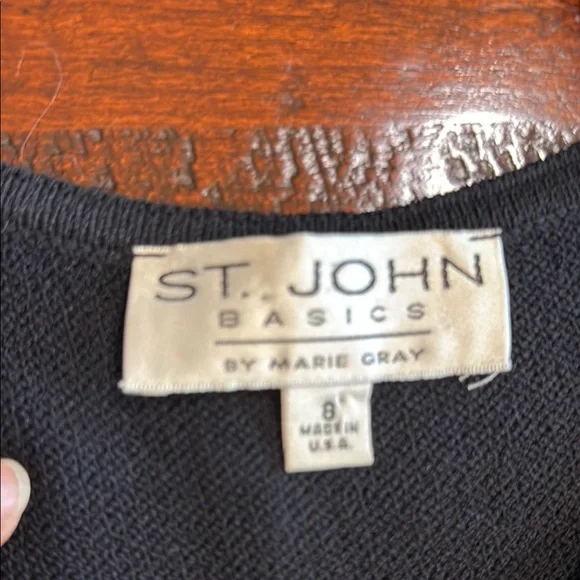 ST. JOHN
BASICS
BY MARIE GRAY
8
MADE IN
U.S.A.